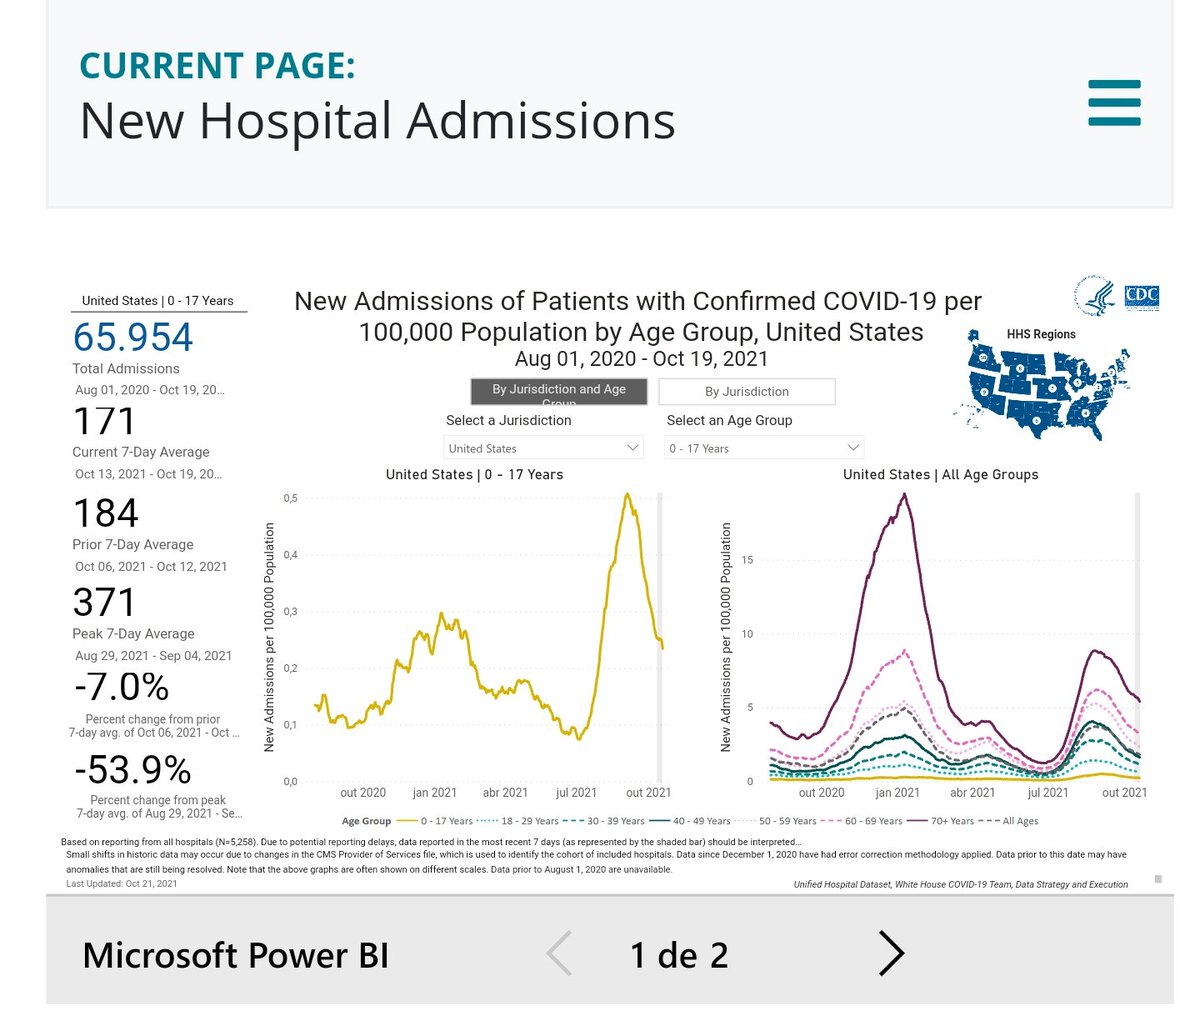 CURRENT PAGE:
New Hospital Admissions
United States | 0 - 17 Years
65.954
Total Admissions
Aug 01, 2020 - Oct 19, 20...
171
Current 7-Day Average
Oct 13, 2021 - Oct 19, 20...
184
Prior 7-Day Average
Oct 06, 2021 - Oct 12, 2021
371
Peak 7-Day Average
Aug 29, 2021 - Sep 04, 2021
-7.0%
Percent change from prior
7-day avg. of Oct 06, 2021 - Oct ...
-53.9%
Percent change from peak
7-day avg. of Aug 29, 2021 - Se...
New Admissions of Patients with Confirmed COVID-19 per
100,000 Population by Age Group, United States
Aug 01, 2020 - Oct 19, 2021
CDC
HHS Regions
By Jurisdiction and Age
Group
By Jurisdiction
Select a Jurisdiction
Select an Age Group
United States
0 - 17 Years
United States | 0 - 17 Years
New Admissions per 100,000 Population
0,5
0,4
0,3
0,2
0,1
0,0
out 2020 jan 2021 abr 2021 jul 2021 out 2021
United States | All Age Groups
New Admissions per 100,000 Population
15
10
5
0
out 2020 jan 2021 abr 2021 jul 2021 out 2021
Age Group 0 - 17 Years 18 - 29 Years 30 - 39 Years 40 - 49 Years 50 - 59 Years 60 - 69 Years 70+ Years All Ages
Based on reporting from all hospitals (N=5,258). Due to potential reporting delays, data reported in the most recent 7 days (as represented by the shaded bar) should be interpreted...
Small shifts in historic data may occur due to changes in the CMS Provider of Services file, which is used to identify the cohort of included hospitals. Data since December 1, 2020 have had error correction methodology applied. Data prior to this date may have
anomalies that are still being resolved. Note that the above graphs are often shown on different scales. Data prior to August 1, 2020 are unavailable.
Last Updated: Oct 21, 2021
Unified Hospital Dataset, White House COVID-19 Team, Data Strategy and Execution
Microsoft Power BI
1 de 2